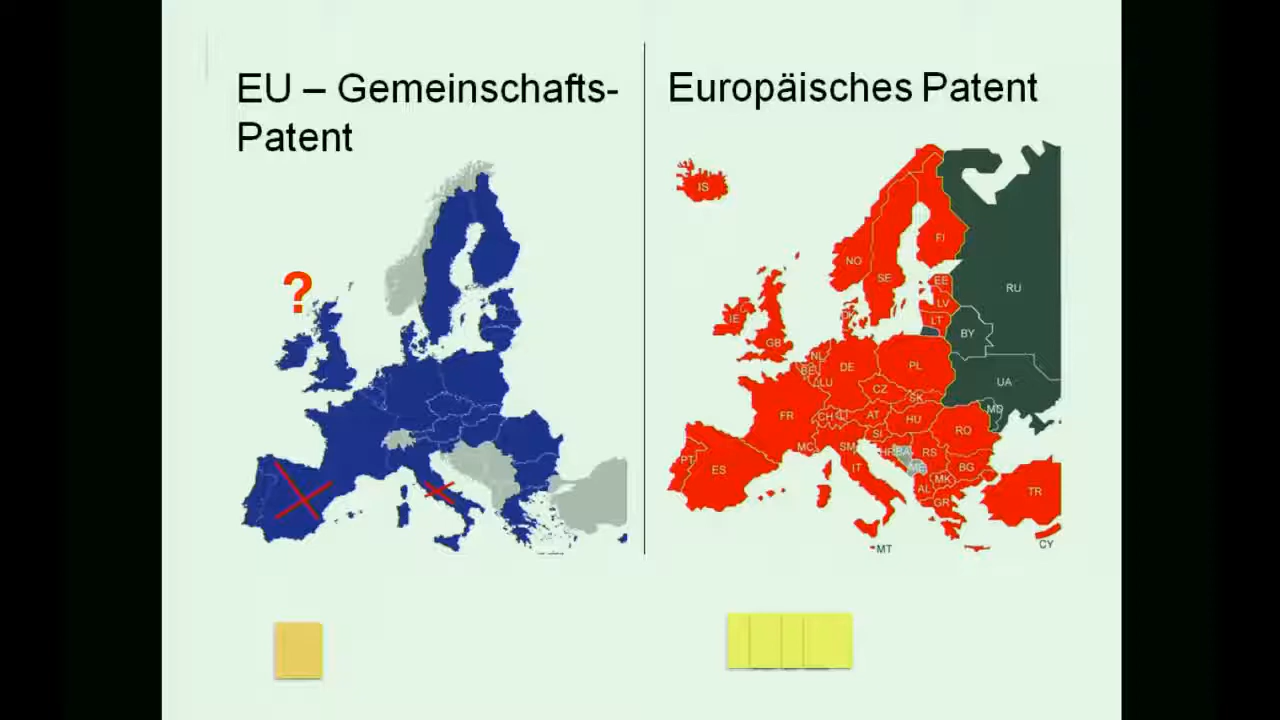 EU – Gemeinschafts-
Patent
Europäisches Patent
?
IS
NO
SE
FI
RU
EE
LV
LT
BY
IE
GB
DK
NL
BE
LU
DE
PL
CZ
SK
UA
MD
FR
CH
LI
AT
HU
RO
SI
HR
BA
RS
MC
SM
IT
PT
ES
ME
MK
BG
AL
GR
TR
CY
MT